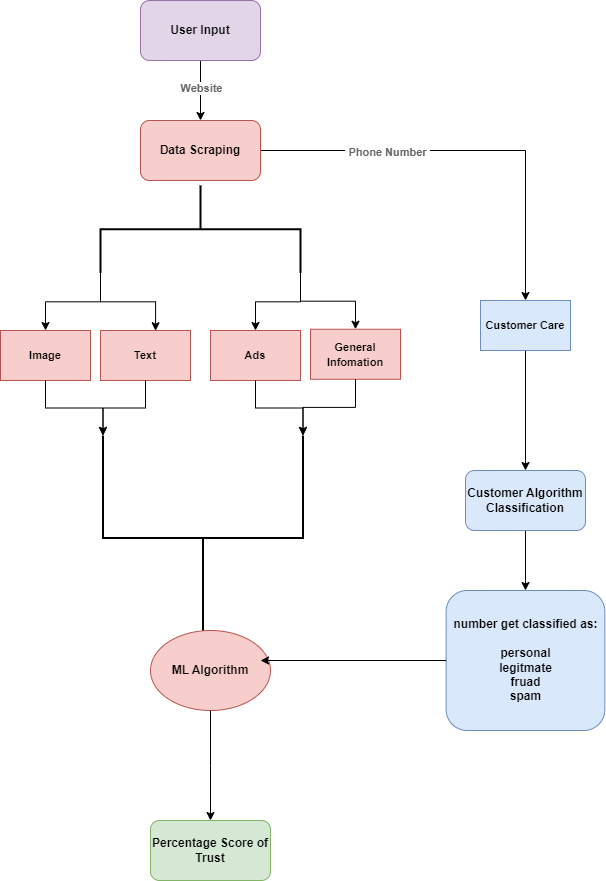 User Input
Website
Data Scraping
Phone Number
Customer Care
Image
Text
Ads
General
Infomation
Customer Algorithm
Classification
number get classified as:
personal
legitmate
fruad
spam
ML Algorithm
Percentage Score of
Trust